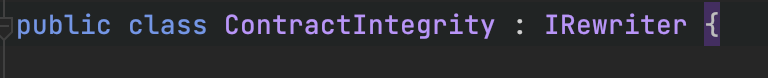 public class ContractIntegrity : IRewriter {